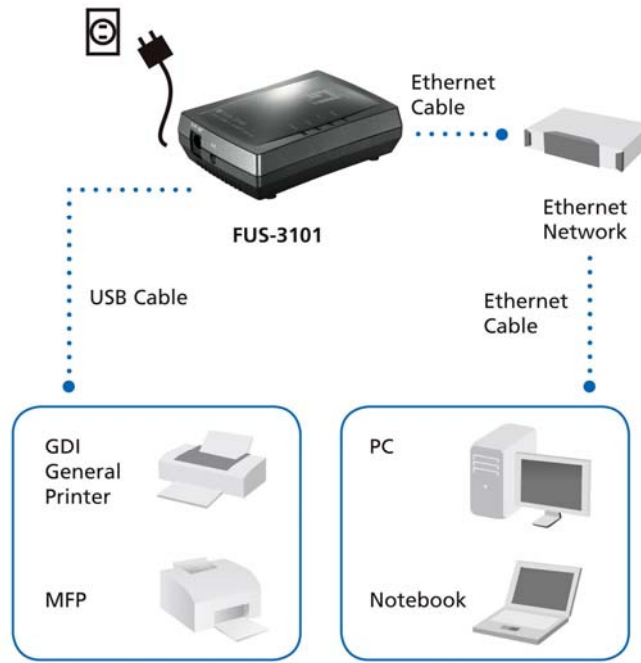 Ethernet
Cable
FUS-3101
Ethernet
Network
USB Cable
Ethernet
Cable
GDI
General
Printer
MFP
PC
Notebook